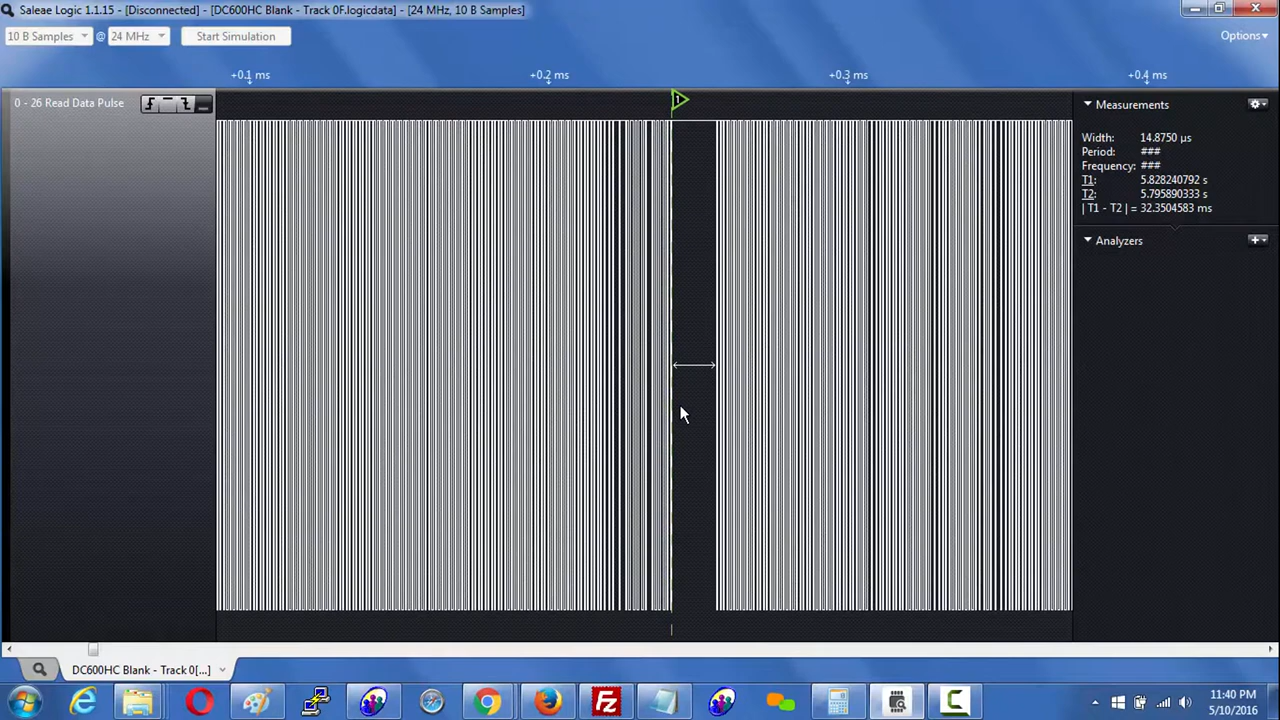 Saleae Logic 1.1.15 - [Disconnected] - [DC600HC Blank - Track 0F.logicdata] - [24 MHz, 10 B Samples]
10 B Samples @ 24 MHz Start Simulation Options
+0.1 ms +0.2 ms +0.3 ms +0.4 ms
0 - 26 Read Data Pulse
1
Measurements
Width: 14.8750 µs
Period: ###
Frequency: ###
T1: 5.828240792 s
T2: 5.795890333 s
| T1 - T2 | = 32.3504583 ms
Analyzers
DC600HC Blank - Track 0[...]
11:40 PM
5/10/2016